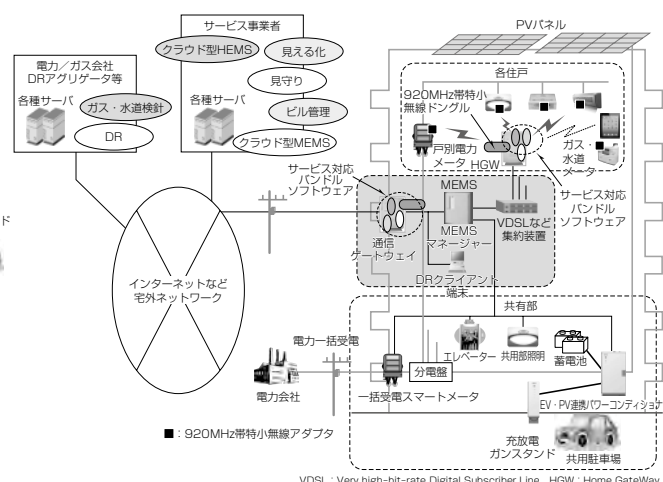 サービス事業者
クラウド型HEMS
見える化
見守り
各種サーバ
ビル管理
クラウド型MEMS
電力／ガス会社
DRアグリゲータ等
各種サーバ
ガス・水道検針
DR
PVパネル
各住戸
920MHz帯特小
無線ドングル
戸別電力
メータ
HGW
ガス・
水道
メータ
サービス対応
バンドル
ソフトウェア
サービス対応
バンドル
ソフトウェア
MEMS
MEMS
マネージャー
VDSLなど
集約装置
通信
ゲートウェイ
DRクライアント
端末
ド
インターネットなど
宅外ネットワーク
共有部
電力一括受電
エレベーター
共用部照明
蓄電池
分電盤
電力会社
一括受電スマートメータ
EV・PV連携パワーコンディショナ
■：920MHz帯特小無線アダプタ
充放電
ガンスタンド
共用駐車場
VDSL：Very high-bit-rate Digital Subscriber Line　HGW：Home GateWay